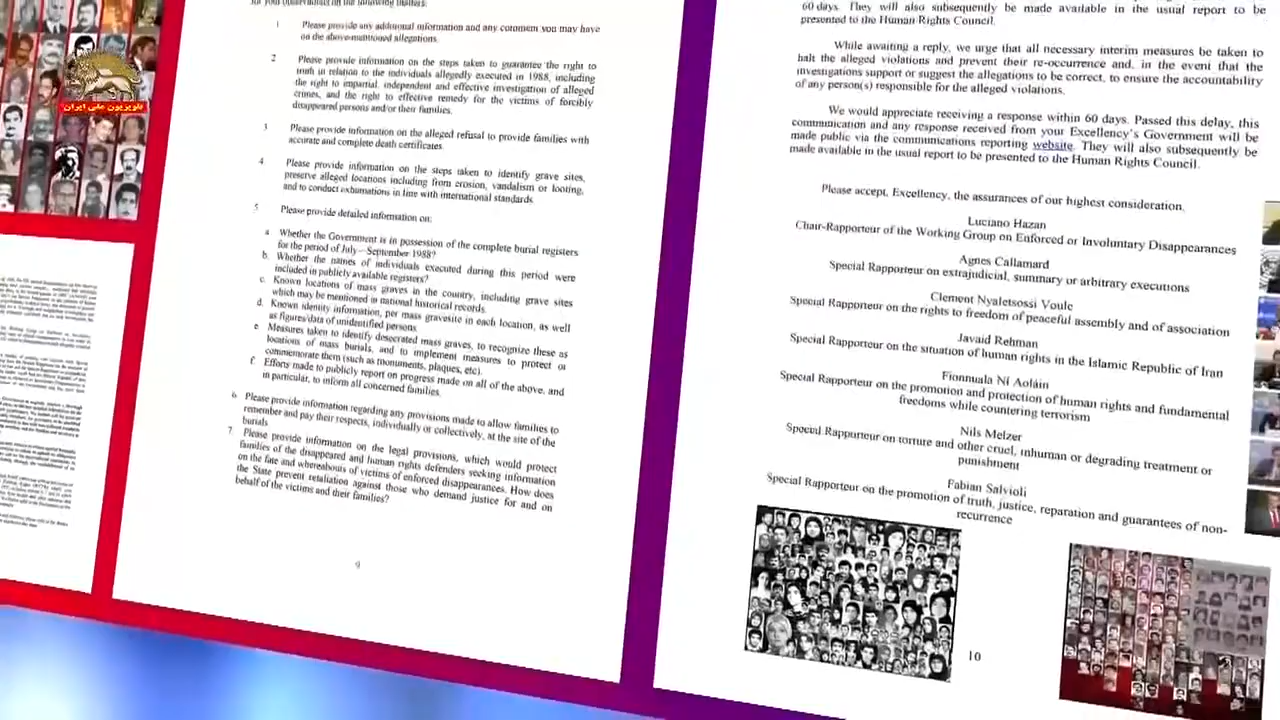 تلویزیون ملی ایران
for your observations on the following matters:
1 Please provide any additional information and any comment you may have
on the above-mentioned allegations.
2 Please provide information on the steps taken to guarantee the right to
truth in relation to the individuals allegedly executed in 1988, including
the right to impartial, independent and effective investigation of alleged
crimes, and the right to effective remedy for the victims of forcibly
disappeared persons and/or their families.
3 Please provide information on the alleged refusal to provide families with
accurate and complete death certificates.
4 Please provide information on the steps taken to identify grave sites,
preserve alleged locations including from erosion, vandalism or looting,
and to conduct exhumations in line with international standards.
5 Please provide detailed information on:
a Whether the Government is in possession of the complete burial registers
for the period of July – September 1988?
b. Whether the names of individuals executed during this period were
included in publicly available registers?
c. Known locations of mass graves in the country, including grave sites
which may be mentioned in national historical records.
d. Known identity information, per mass gravesite in each location, as well
as figures/data of unidentified persons.
e Measures taken to identify desecrated mass graves, to recognize these as
locations of mass burials, and to implement measures to protect or
commemorate them (such as monuments, plaques, etc).
f. Efforts made to publicly report on progress made on all of the above, and
in particular, to inform all concerned families.
6 Please provide information regarding any provisions made to allow families to
remember and pay their respects, individually or collectively, at the site of the
burials
7. Please provide information on the legal provisions, which would protect
families of the disappeared and human rights defenders seeking information
on the fate and whereabouts of victims of enforced disappearances. How does
the State prevent retaliation against those who demand justice for and on
behalf of the victims and their families?
9
60 days. They will also subsequently be made available in the usual report to be
presented to the Human Rights Council.
While awaiting a reply, we urge that all necessary interim measures be taken to
halt the alleged violations and prevent their re-occurrence and, in the event that the
investigations support or suggest the allegations to be correct, to ensure the accountability
of any person(s) responsible for the alleged violations.
We would appreciate receiving a response within 60 days. Passed this delay, this
communication and any response received from your Excellency's Government will be
made public via the communications reporting website. They will also subsequently be
made available in the usual report to be presented to the Human Rights Council.
Please accept, Excellency, the assurances of our highest consideration.
Luciano Hazan
Chair-Rapporteur of the Working Group on Enforced or Involuntary Disappearances
Agnes Callamard
Special Rapporteur on extrajudicial, summary or arbitrary executions
Clement Nyaletsossi Voule
Special Rapporteur on the rights to freedom of peaceful assembly and of association
Javaid Rehman
Special Rapporteur on the situation of human rights in the Islamic Republic of Iran
Fionnuala Ní Aoláin
Special Rapporteur on the promotion and protection of human rights and fundamental
freedoms while countering terrorism
Nils Melzer
Special Rapporteur on torture and other cruel, inhuman or degrading treatment or
punishment
Fabian Salvioli
Special Rapporteur on the promotion of truth, justice, reparation and guarantees of non-
recurrence
10